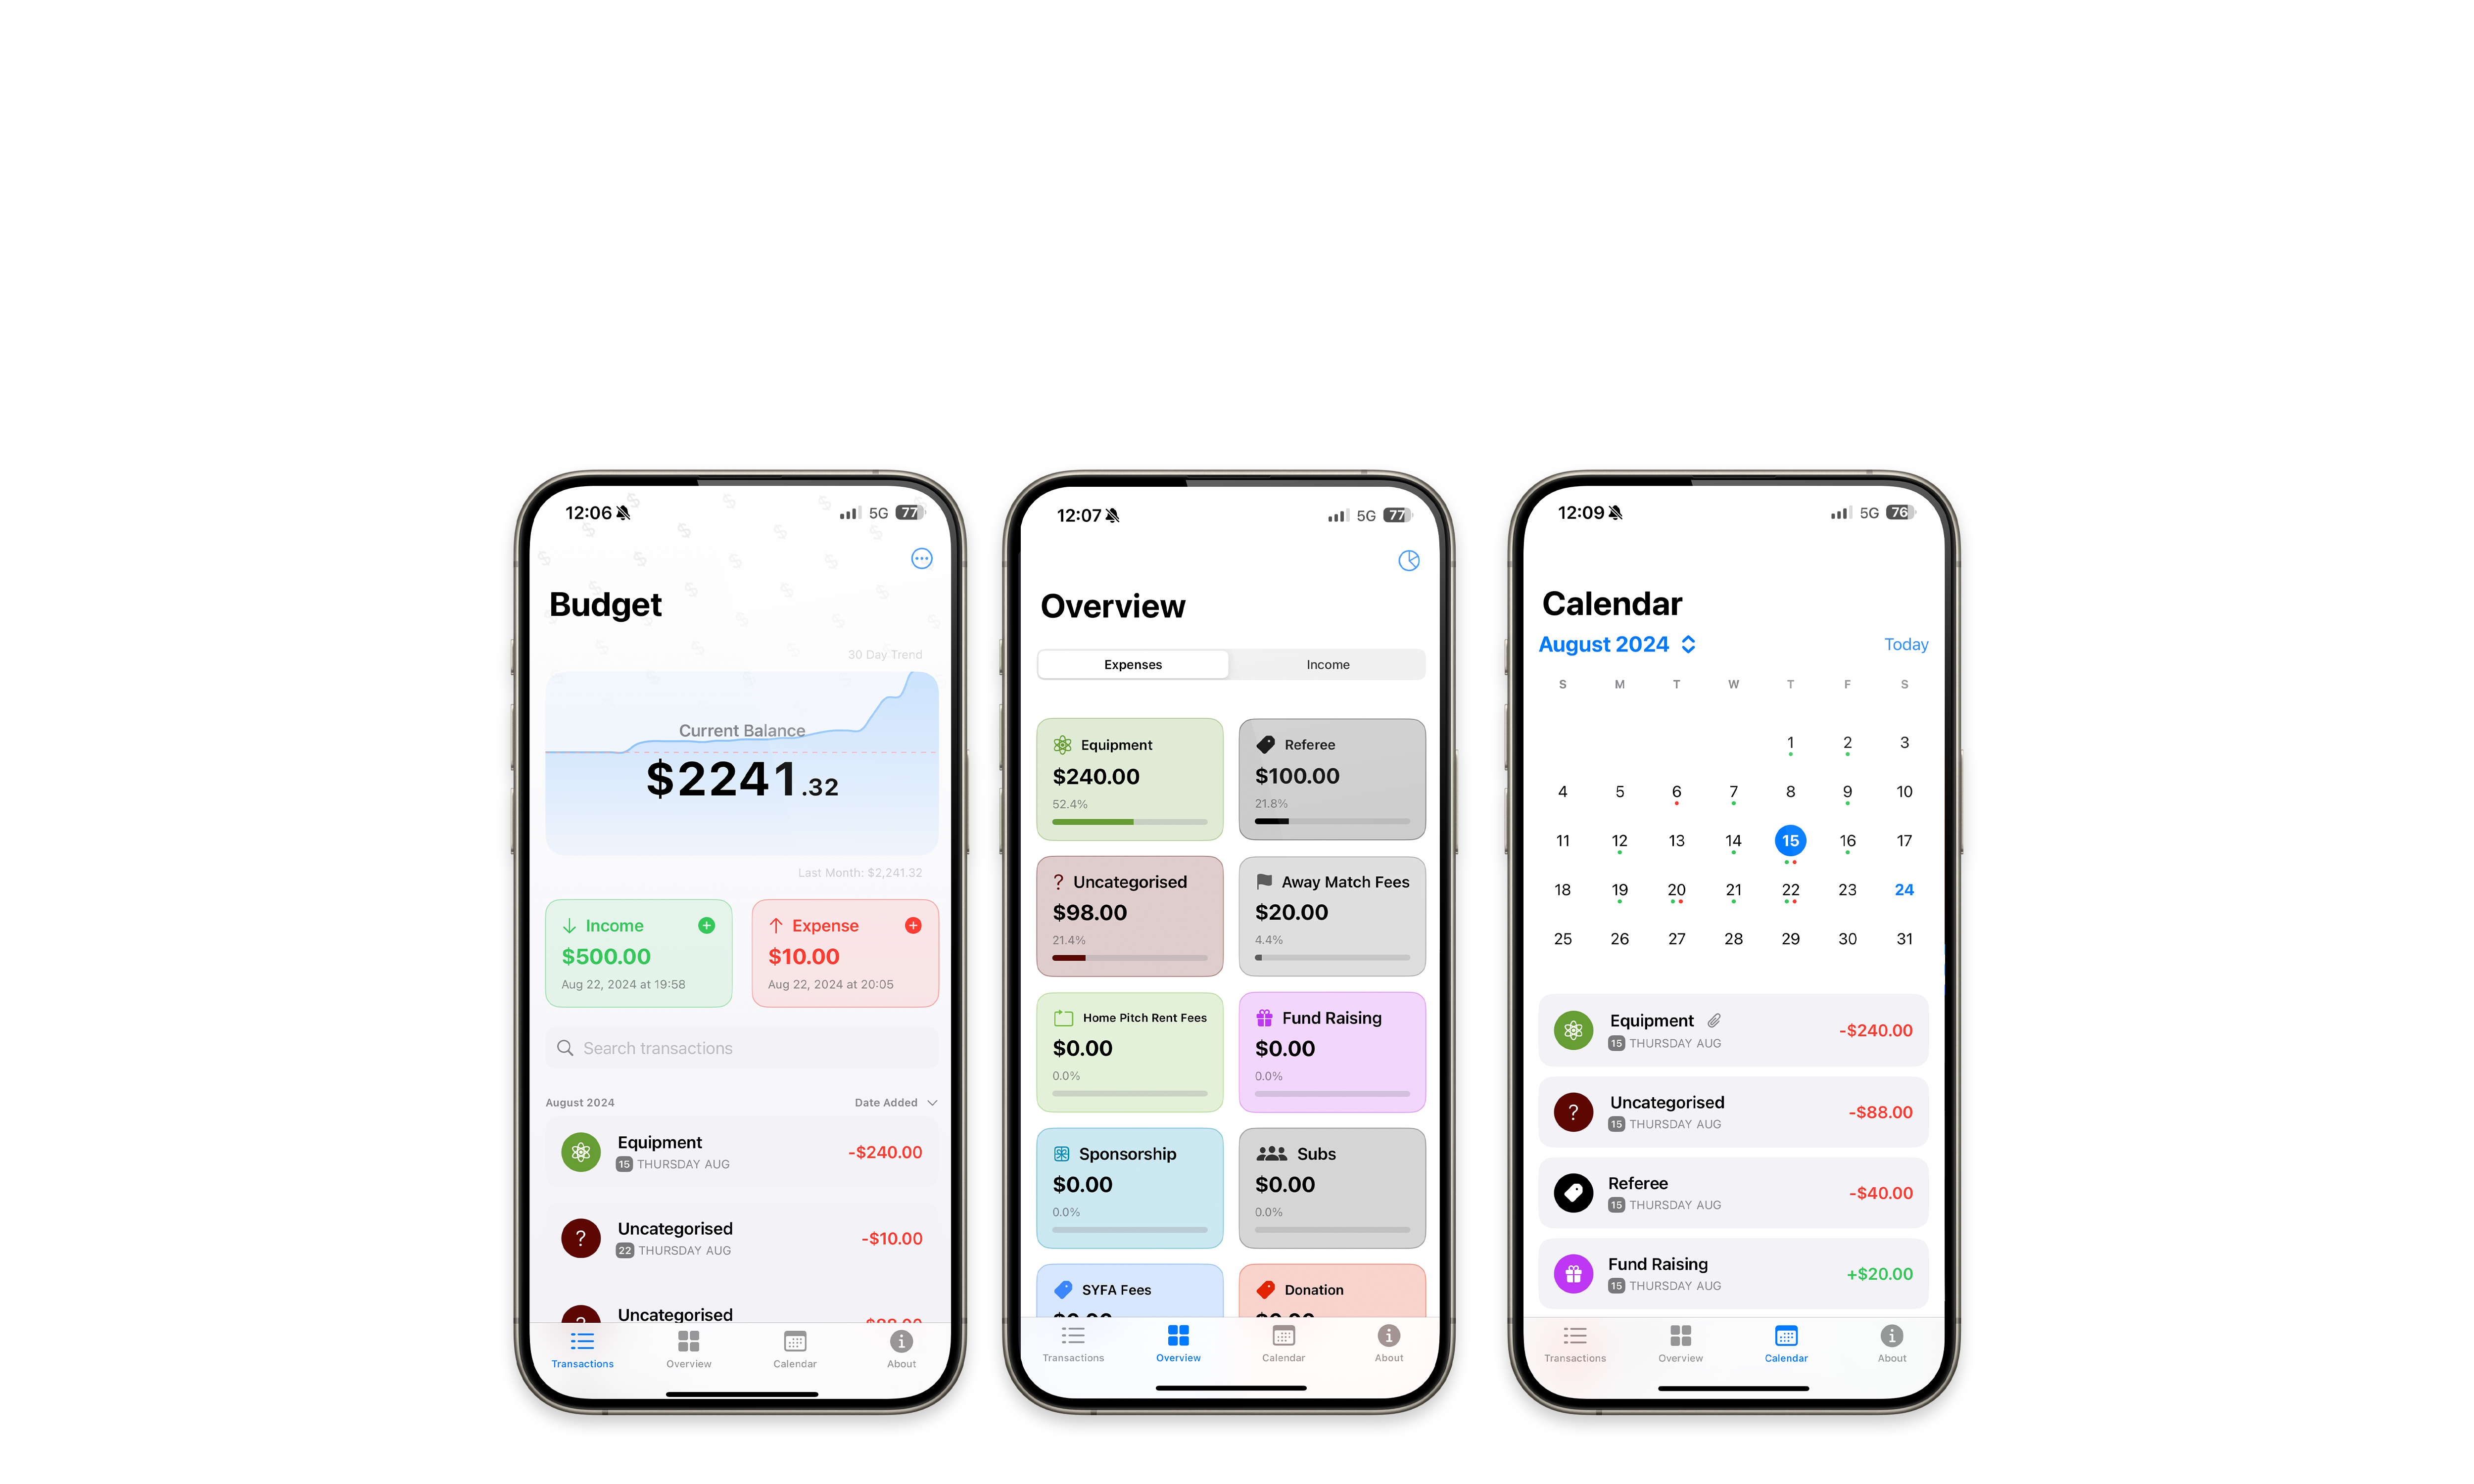 12:06
5G 77
Budget
30 Day Trend
Current Balance
$2241.32
Last Month: $2,241.32
Income
$500.00
Aug 22, 2024 at 19:58
Expense
$10.00
Aug 22, 2024 at 20:05
Search transactions
August 2024
Date Added
Equipment
-$240.00
15 THURSDAY AUG
Uncategorised
-$10.00
22 THURSDAY AUG
Uncategorised
-$88.00
Transactions
Overview
Calendar
About
12:07
5G 77
Overview
Expenses
Income
Equipment
$240.00
52.4%
Referee
$100.00
21.8%
? Uncategorised
$98.00
21.4%
Away Match Fees
$20.00
4.4%
Home Pitch Rent Fees
$0.00
0.0%
Fund Raising
$0.00
0.0%
Sponsorship
$0.00
0.0%
Subs
$0.00
0.0%
SYFA Fees
$0.00
Donation
$0.00
Transactions
Overview
Calendar
About
12:09
5G 76
Calendar
August 2024
Today
S M T W T F S
1 2 3
4 5 6 7 8 9 10
11 12 13 14 15 16 17
18 19 20 21 22 23 24
25 26 27 28 29 30 31
Equipment
-$240.00
15 THURSDAY AUG
? Uncategorised
-$88.00
15 THURSDAY AUG
Referee
-$40.00
15 THURSDAY AUG
Fund Raising
+$20.00
15 THURSDAY AUG
Transactions
Overview
Calendar
About